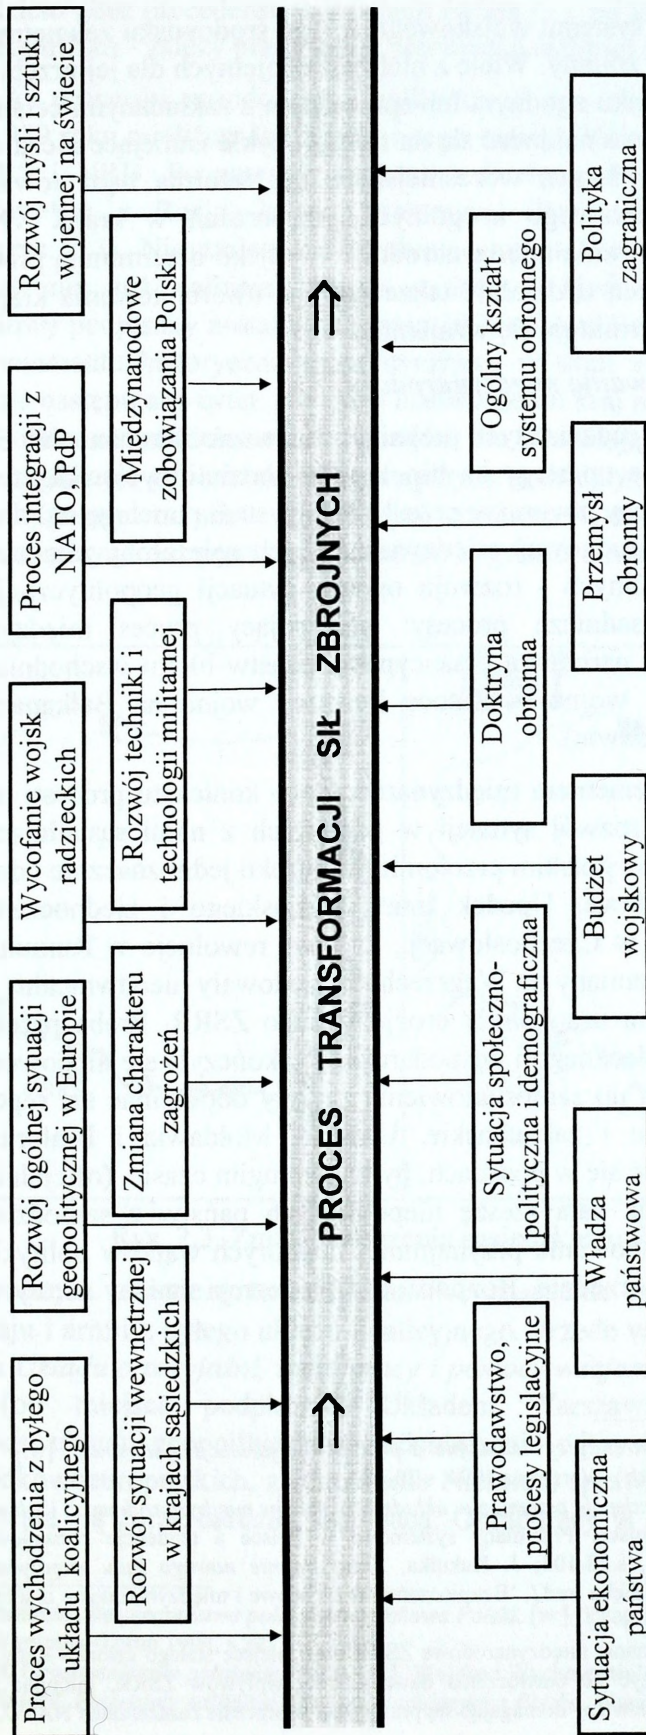 Proces wychodzenia z byłego
układu koalicyjnego
Rozwój ogólnej sytuacji
geopolitycznej w Europie
Wycofanie wojsk
radzieckich
Proces integracji z
NATO, PdP
Rozwój myśli i sztuki
wojennej na świecie
Rozwój sytuacji wewnętrznej
w krajach sąsiedzkich
Zmiana charakteru
zagrożeń
Rozwój techniki i
technologii militarnej
Międzynarodowe
zobowiązania Polski
PROCES TRANSFORMACJI SIŁ ZBROJNYCH
Prawodawstwo,
procesy legislacyjne
Sytuacja społeczno-
polityczna i demograficzna
Doktryna
obronna
Ogólny kształt
systemu obronnego
Sytuacja ekonomiczna
państwa
Władza
państwowa
Budżet
wojskowy
Przemysł
obronny
Polityka
zagraniczna